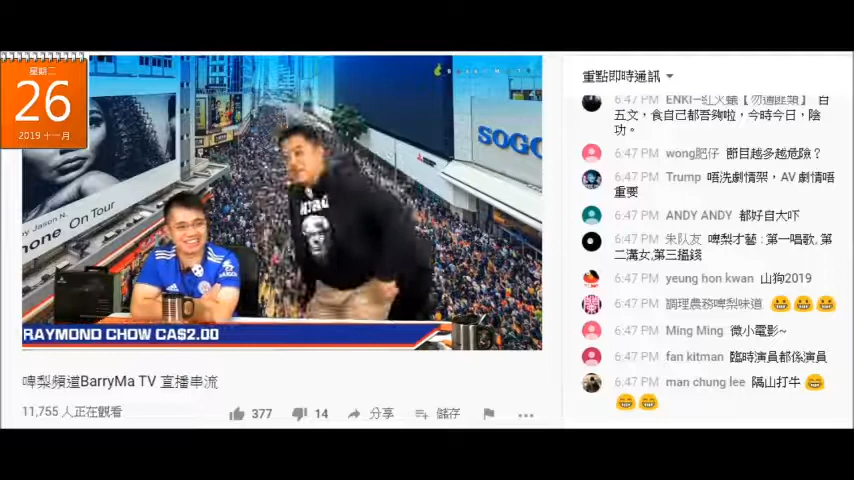 星期二
26
2019 十一月
y Jason N.
hone On Tour
SOGO
RAYMOND CHOW CA$2.00
啤梨頻道BarryMa TV 直播串流
11,755 人正在觀看
377
14
分享
儲存
重點即時通訊
6:47 PM
五文，食自己都吾夠啦，今時今日，陰
功。
6:47 PM wong肥仔 節目越多越危險？
6:47 PM Trump 唔洗劇情架，AV 劇情唔
重要
6:47 PM ANDY ANDY 都好自大吓
6:47 PM 朱队友 啤梨才藝 : 第一唱歌, 第
二溝女,第三搵錢
6:47 PM yeung hon kwan 山狗2019
6:47 PM 調理農務啤梨味道
6:47 PM Ming Ming 微小電影~
6:47 PM fan kitman 臨時演員都係演員
6:47 PM man chung lee 隔山打牛